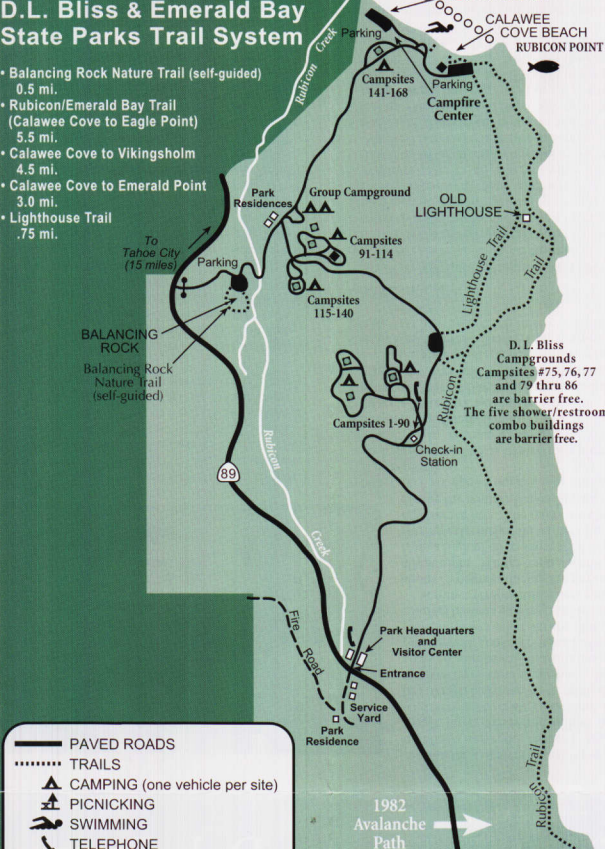 D.L. Bliss & Emerald Bay
State Parks Trail System
• Balancing Rock Nature Trail (self-guided)
0.5 mi.
• Rubicon/Emerald Bay Trail
(Calawee Cove to Eagle Point)
5.5 mi.
• Calawee Cove to Vikingsholm
4.5 mi.
• Calawee Cove to Emerald Point
3.0 mi.
• Lighthouse Trail
.75 mi.
Rubicon Creek
Parking
CALAWEE
COVE BEACH
RUBICON POINT
Campsites
141-168
Parking
Campfire
Center
Park
Residences
Group Campground
OLD
LIGHTHOUSE
To
Tahoe City
(15 miles)
Parking
Campsites
91-114
Lighthouse Trail
Trail
Campsites
115-140
BALANCING
ROCK
Balancing Rock
Nature Trail
(self-guided)
D. L. Bliss
Campgrounds
Campsites #75, 76, 77
and 79 thru 86
are barrier free.
The five shower/restroom
combo buildings
are barrier free.
Rubicon
Campsites 1-90
Check-in
Station
89
Rubicon
Creek
Fire
Road
Park Headquarters
and
Visitor Center
Entrance
Service
Yard
Park
Residence
PAVED ROADS
TRAILS
CAMPING (one vehicle per site)
PICNICKING
SWIMMING
TELEPHONE
1982
Avalanche
Path
Trail
Rubicon